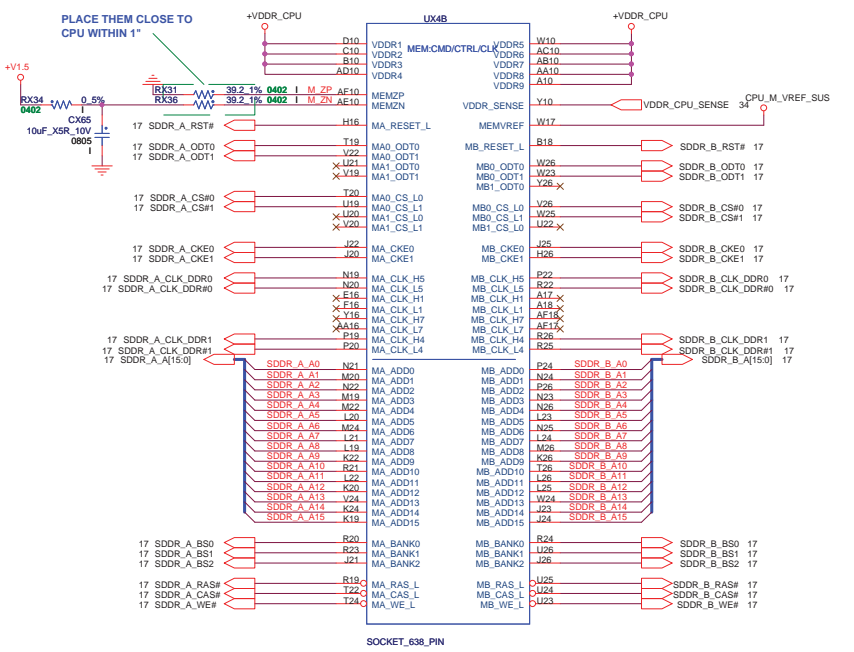 PLACE THEM CLOSE TO
CPU WITHIN 1"
+VDDR_CPU
UX4B
+VDDR_CPU
D10 VDDR1 MEM:CMD/CTRL/CLK VDDR5 W10
C10 VDDR2 VDDR6 AC10
B10 VDDR3 VDDR7 AB10
AD10 VDDR4 VDDR8 AA10
VDDR9 A10
+V1.5
RX31 39.2_1% 0402 I M_ZP AF10 MEMZP
RX34 0_5% RX36 39.2_1% 0402 I M_ZN AE10 MEMZN VDDR_SENSE Y10 VDDR_CPU_SENSE 34 CPU_M_VREF_SUS
0402
CX65
10uF_X5R_10V
0805
I
17 SDDR_A_RST# H16 MA_RESET_L MEMVREF W17
17 SDDR_A_ODT0 T19 MA0_ODT0 MB_RESET_L B18 SDDR_B_RST# 17
17 SDDR_A_ODT1 V22 MA0_ODT1
U21 MA1_ODT0 MB0_ODT0 W26 SDDR_B_ODT0 17
V19 MA1_ODT1 MB0_ODT1 W23 SDDR_B_ODT1 17
MB1_ODT0 Y26
17 SDDR_A_CS#0 T20 MA0_CS_L0
17 SDDR_A_CS#1 U19 MA0_CS_L1 MB0_CS_L0 V26 SDDR_B_CS#0 17
U20 MA1_CS_L0 MB0_CS_L1 W25 SDDR_B_CS#1 17
V20 MA1_CS_L1 MB1_CS_L0 U22
17 SDDR_A_CKE0 J22 MA_CKE0 MB_CKE0 J25 SDDR_B_CKE0 17
17 SDDR_A_CKE1 J20 MA_CKE1 MB_CKE1 H26 SDDR_B_CKE1 17
17 SDDR_A_CLK_DDR0 N19 MA_CLK_H5 MB_CLK_H5 P22 SDDR_B_CLK_DDR0 17
17 SDDR_A_CLK_DDR#0 N20 MA_CLK_L5 MB_CLK_L5 R22 SDDR_B_CLK_DDR#0 17
E16 MA_CLK_H1 MB_CLK_H1 A17
F16 MA_CLK_L1 MB_CLK_L1 A18
Y16 MA_CLK_H7 MB_CLK_H7 AF18
AA16 MA_CLK_L7 MB_CLK_L7 AF17
17 SDDR_A_CLK_DDR1 P19 MA_CLK_H4 MB_CLK_H4 R26 SDDR_B_CLK_DDR1 17
17 SDDR_A_CLK_DDR#1 P20 MA_CLK_L4 MB_CLK_L4 R25 SDDR_B_CLK_DDR#1 17
17 SDDR_A_A[15:0] SDDR_B_A[15:0] 17
SDDR_A_A0 N21 MA_ADD0 MB_ADD0 P24 SDDR_B_A0
SDDR_A_A1 M20 MA_ADD1 MB_ADD1 N24 SDDR_B_A1
SDDR_A_A2 N22 MA_ADD2 MB_ADD2 P26 SDDR_B_A2
SDDR_A_A3 M19 MA_ADD3 MB_ADD3 N23 SDDR_B_A3
SDDR_A_A4 M22 MA_ADD4 MB_ADD4 N26 SDDR_B_A4
SDDR_A_A5 L20 MA_ADD5 MB_ADD5 L23 SDDR_B_A5
SDDR_A_A6 M24 MA_ADD6 MB_ADD6 N25 SDDR_B_A6
SDDR_A_A7 L21 MA_ADD7 MB_ADD7 L24 SDDR_B_A7
SDDR_A_A8 L19 MA_ADD8 MB_ADD8 M26 SDDR_B_A8
SDDR_A_A9 K22 MA_ADD9 MB_ADD9 K26 SDDR_B_A9
SDDR_A_A10 R21 MA_ADD10 MB_ADD10 T26 SDDR_B_A10
SDDR_A_A11 L22 MA_ADD11 MB_ADD11 L26 SDDR_B_A11
SDDR_A_A12 K20 MA_ADD12 MB_ADD12 L25 SDDR_B_A12
SDDR_A_A13 V24 MA_ADD13 MB_ADD13 W24 SDDR_B_A13
SDDR_A_A14 K24 MA_ADD14 MB_ADD14 J23 SDDR_B_A14
SDDR_A_A15 K19 MA_ADD15 MB_ADD15 J24 SDDR_B_A15
17 SDDR_A_BS0 R20 MA_BANK0 MB_BANK0 R24 SDDR_B_BS0 17
17 SDDR_A_BS1 R23 MA_BANK1 MB_BANK1 U26 SDDR_B_BS1 17
17 SDDR_A_BS2 J21 MA_BANK2 MB_BANK2 J26 SDDR_B_BS2 17
17 SDDR_A_RAS# R19 MA_RAS_L MB_RAS_L U25 SDDR_B_RAS# 17
17 SDDR_A_CAS# T22 MA_CAS_L MB_CAS_L U24 SDDR_B_CAS# 17
17 SDDR_A_WE# T24 MA_WE_L MB_WE_L U23 SDDR_B_WE# 17
SOCKET_638_PIN